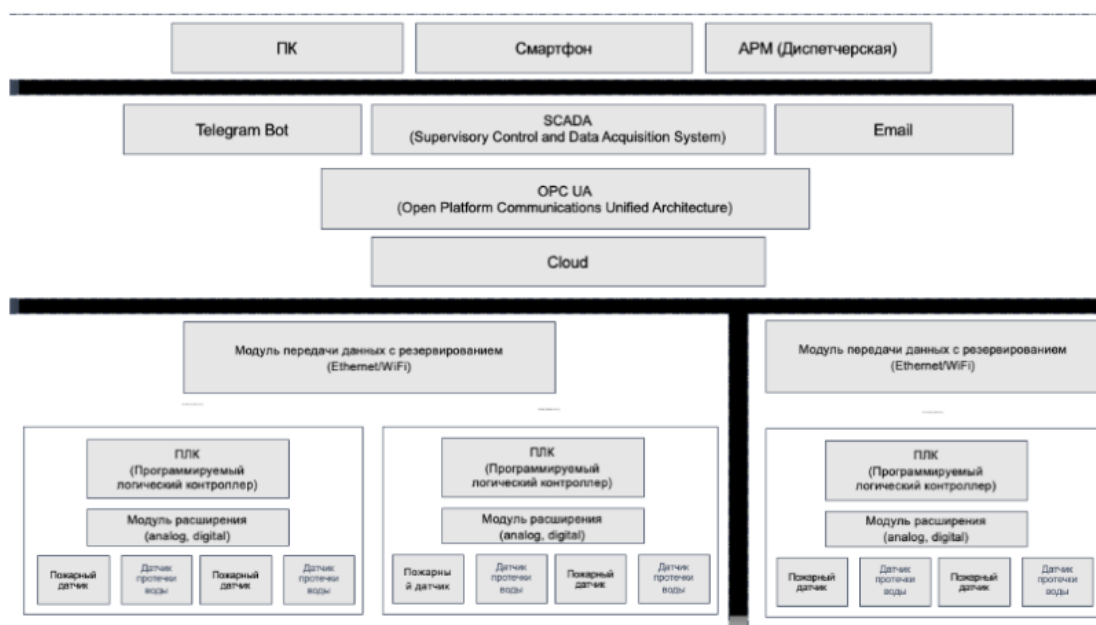 ПК
Смартфон
АРМ (Диспетчерская)
Telegram Bot
SCADA
(Supervisory Control and Data Acquisition System)
Email
OPC UA
(Open Platform Communications Unified Architecture)
Cloud
Модуль передачи данных с резервированием
(Ethernet/WiFi)
Модуль передачи данных с резервированием
(Ethernet/WiFi)
ПЛК
(Программируемый
логический контроллер)
Модуль расширения
(analog, digital)
Пожарный
датчик
Датчик
протечки
воды
Пожарный
датчик
Датчик
протечки
воды
ПЛК
(Программируемый
логический контроллер)
Модуль расширения
(analog, digital)
Пожарны
й датчик
Датчик
протечки
воды
Пожарный
датчик
Датчик
протечки
воды
ПЛК
(Программируемый
логический контроллер)
Модуль расширения
(analog, digital)
Пожарный
датчик
Датчик
протечки
воды
Пожарный
датчик
Датчик
протечки
воды